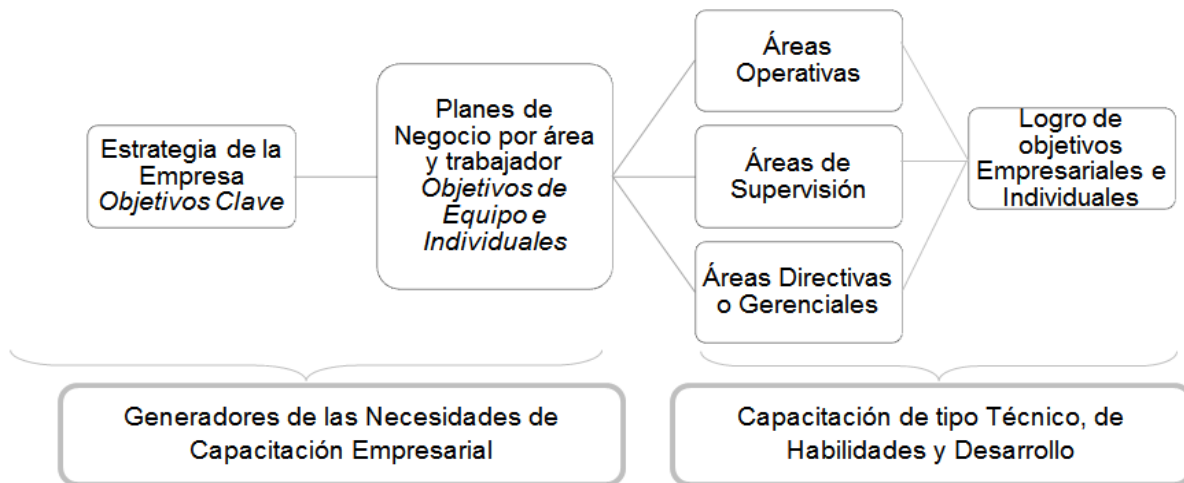 Estrategia de la
Empresa
Objetivos Clave
Planes de
Negocio por área
y trabajador
Objetivos de
Equipo e
Individuales
Áreas
Operativas
Áreas de
Supervisión
Áreas Directivas
o Gerenciales
Logro de
objetivos
Empresariales e
Individuales
Generadores de las Necesidades de
Capacitación Empresarial
Capacitación de tipo Técnico, de
Habilidades y Desarrollo